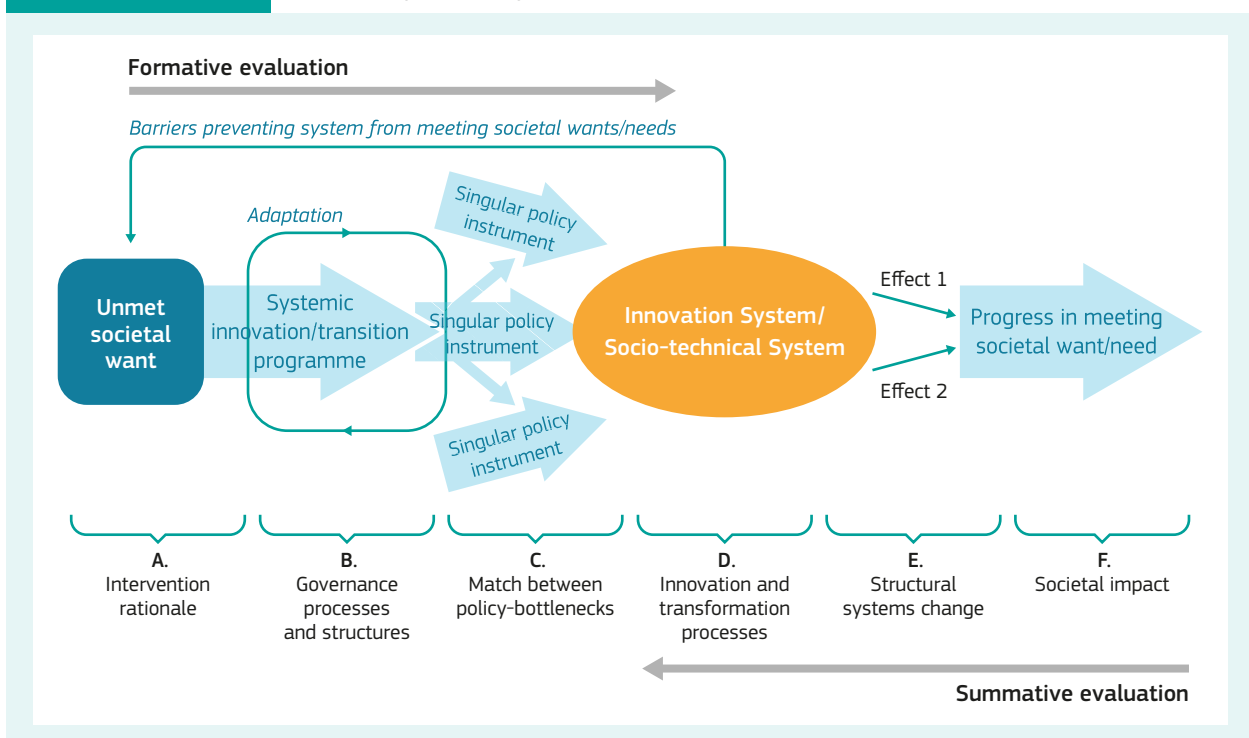 Formative evaluation
Barriers preventing system from meeting societal wants/needs
Adaptation
Singular policy
instrument
Unmet
societal
want
Systemic
innovation/transition
programme
Singular policy
instrument
Singular policy
instrument
Innovation System/
Socio-technical System
Effect 1
Effect 2
Progress in meeting
societal want/need
A.
Intervention
rationale
B.
Governance
processes
and structures
C.
Match between
policy-bottlenecks
D.
Innovation and
transformation
processes
E.
Structural
systems change
F.
Societal impact
Summative evaluation